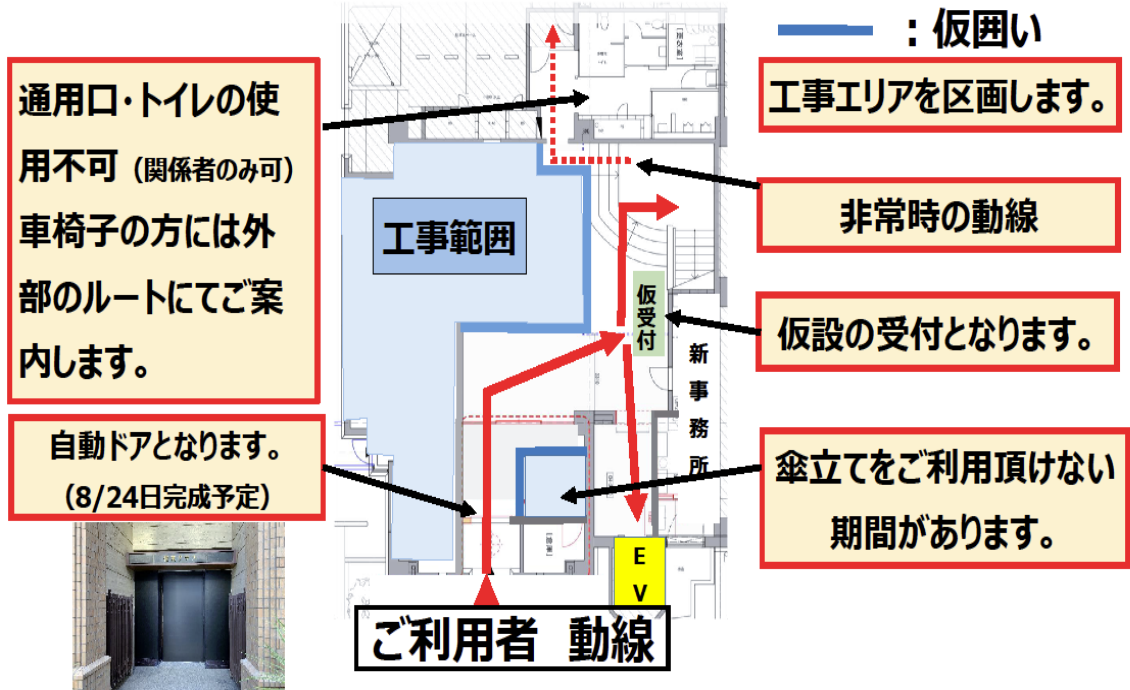 ：仮囲い
通用口・トイレの使
用不可（関係者のみ可）
車椅子の方には外
部のルートにてご案
内します。
工事エリアを区画します。
工事範囲
非常時の動線
仮受付
仮設の受付となります。
新事務所
自動ドアとなります。
（8/24日完成予定）
傘立てをご利用頂けない
期間があります。
EV
ご利用者 動線